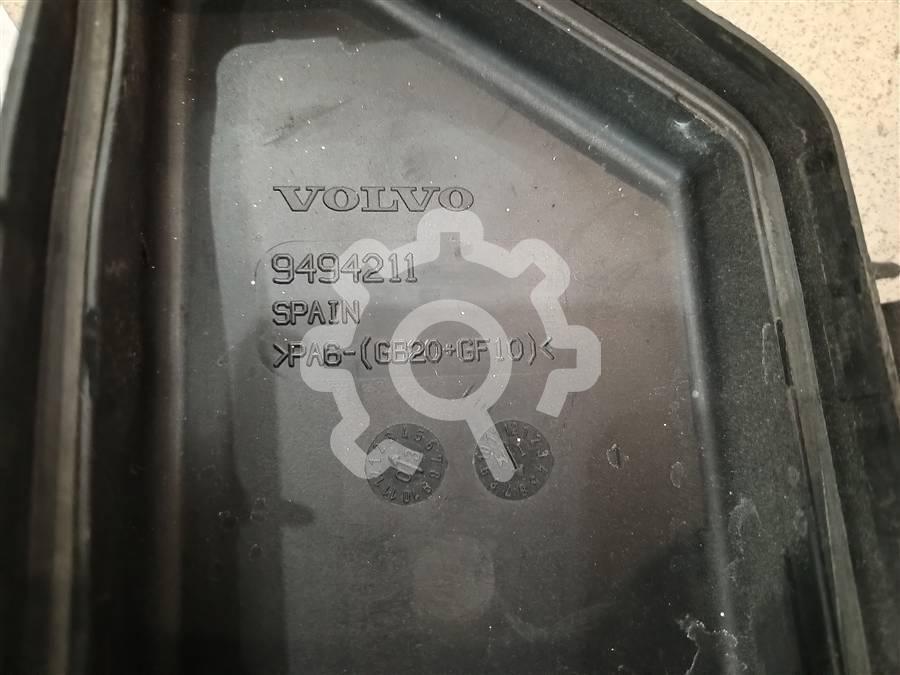 VOLVO
9494211
SPAIN
>PA6-(GB20+GF10)<